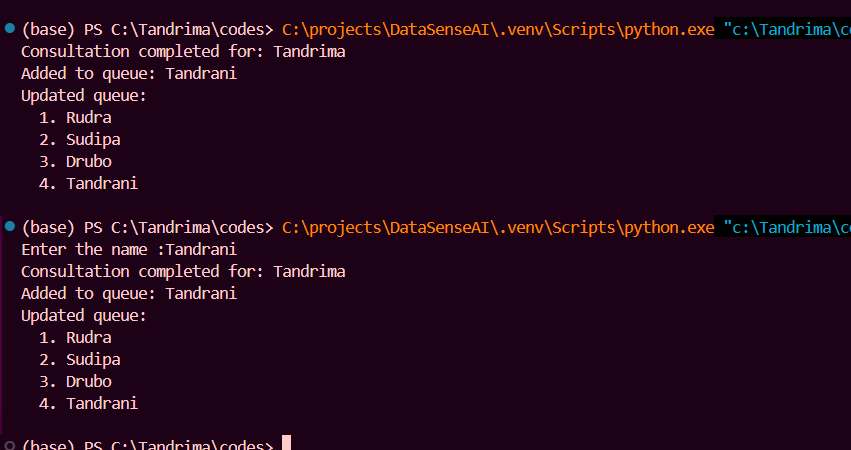 (base) PS C:\Tandrima\codes> C:\projects\DataSenseAI\.venv\Scripts\python.exe "c:\Tandrima\co
Consultation completed for: Tandrima
Added to queue: Tandrani
Updated queue:
1. Rudra
2. Sudipa
3. Drubo
4. Tandrani
(base) PS C:\Tandrima\codes> C:\projects\DataSenseAI\.venv\Scripts\python.exe "c:\Tandrima\co
Enter the name :Tandrani
Consultation completed for: Tandrima
Added to queue: Tandrani
Updated queue:
1. Rudra
2. Sudipa
3. Drubo
4. Tandrani
(base) PS C:\Tandrima\codes>